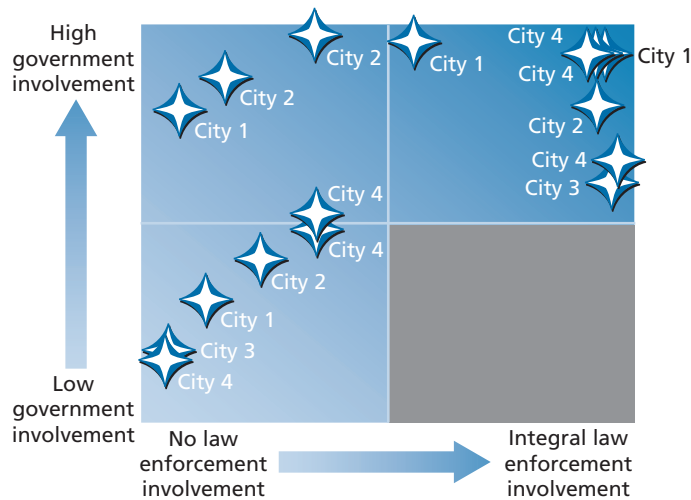 High
government
involvement
City 2
City 1
City 4
City 1
City 4
City 2
City 1
City 2
City 4
City 3
City 4
City 4
City 2
City 1
City 3
City 4
Low
government
involvement
No law
enforcement
involvement
Integral law
enforcement
involvement